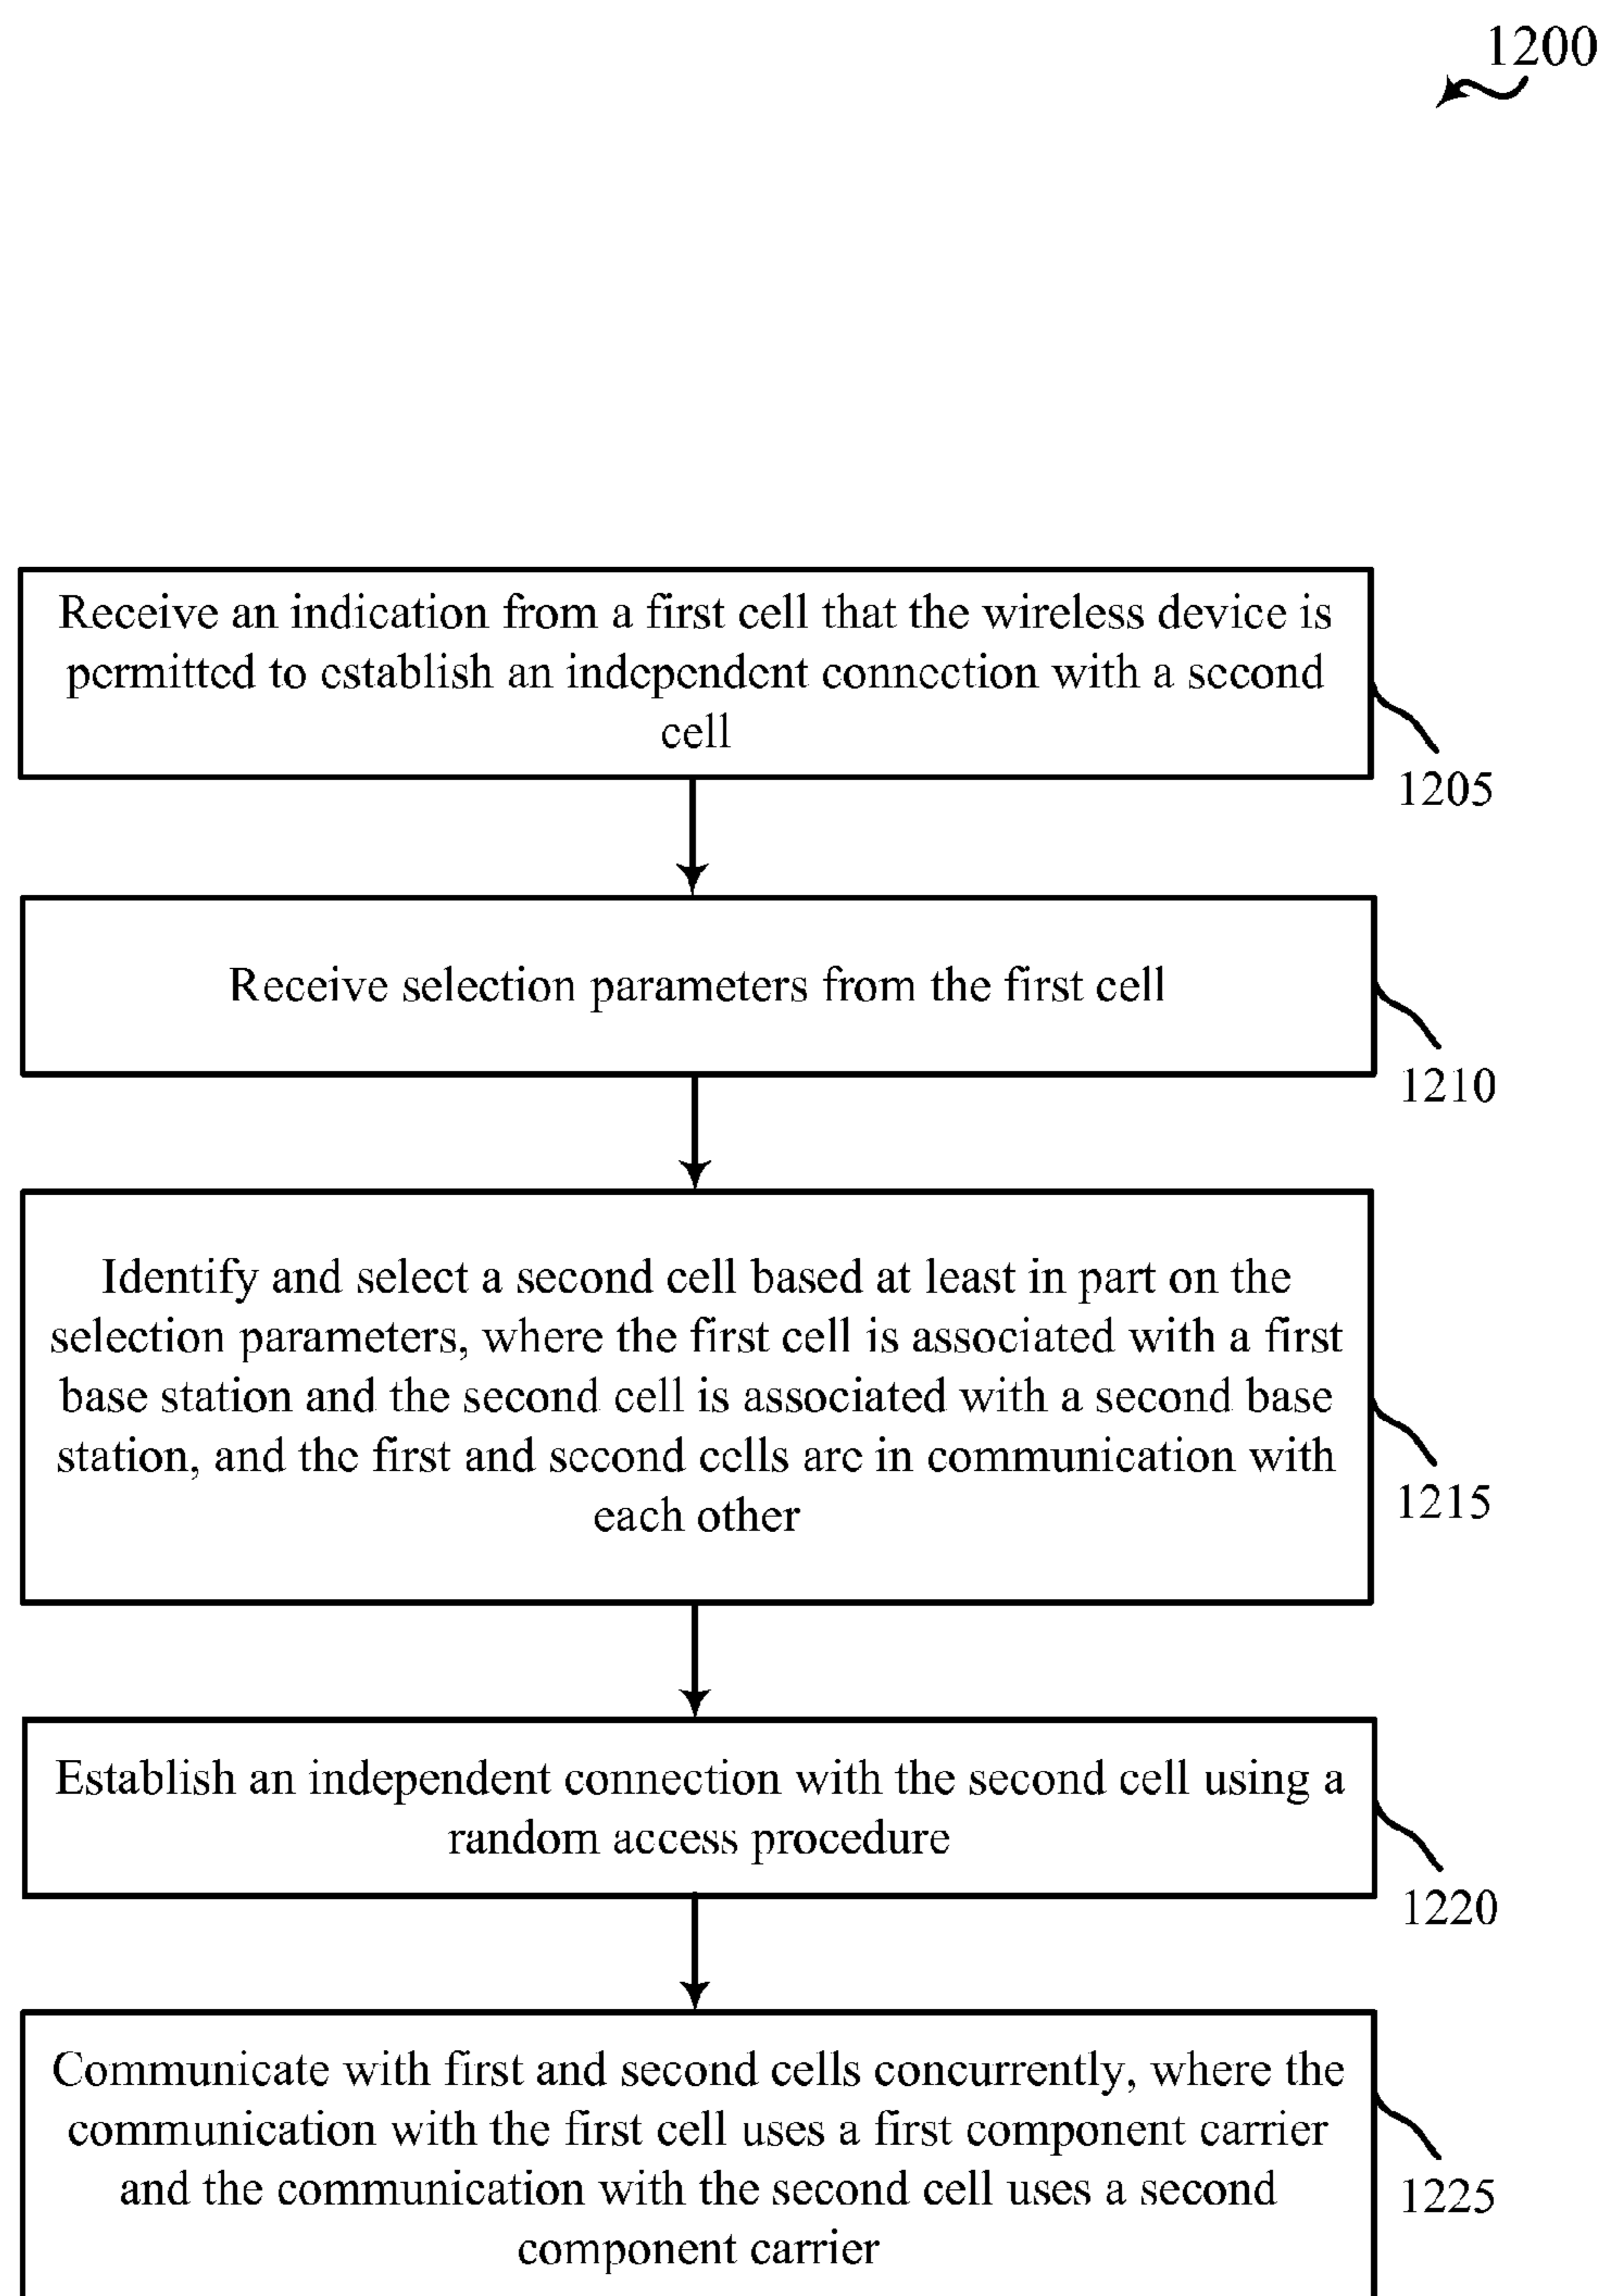 1200
Receive an indication from a first cell that the wireless device is
permitted to establish an independent connection with a second
cell
1205
Receive selection parameters from the first cell
1210
Identify and select a second cell based at least in part on the
selection parameters, where the first cell is associated with a first
base station and the second cell is associated with a second base
station, and the first and second cells are in communication with
each other
1215
Establish an independent connection with the second cell using a
random access procedure
1220
Communicate with first and second cells concurrently, where the
communication with the first cell uses a first component carrier
and the communication with the second cell uses a second
component carrier
1225